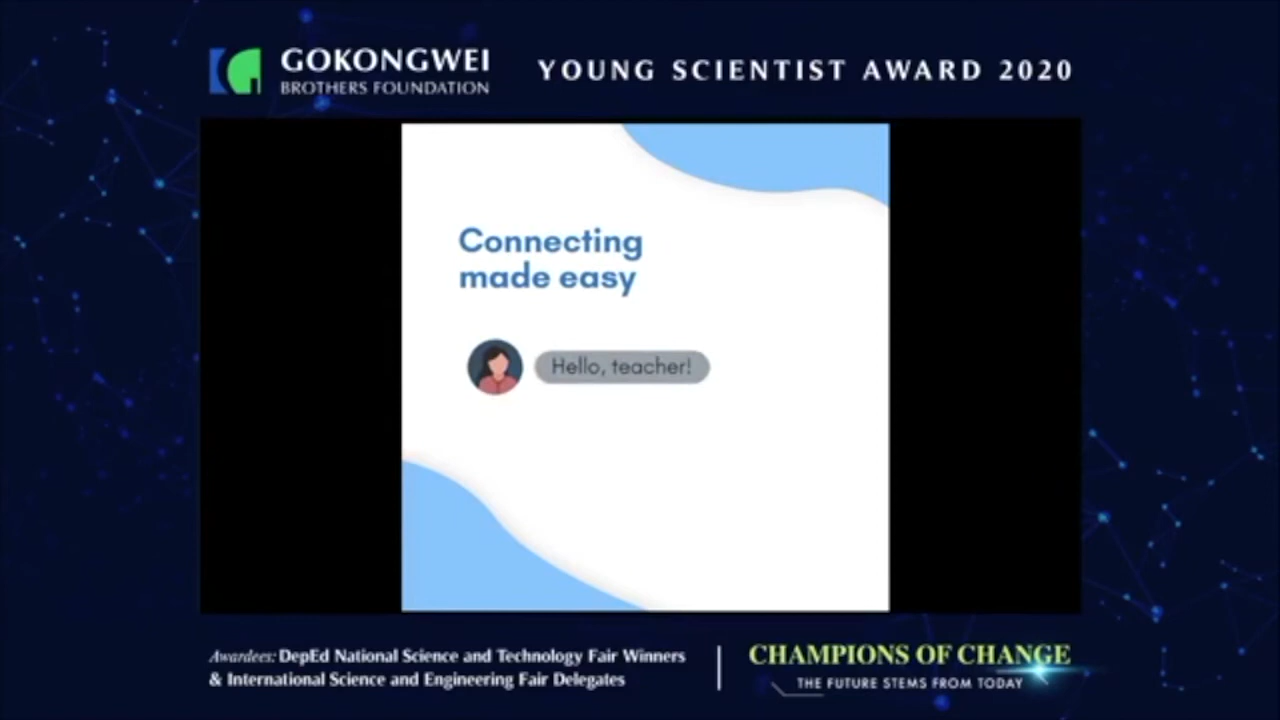 GOKONGWEI
BROTHERS FOUNDATION
YOUNG SCIENTIST AWARD 2020
Connecting
made easy
Hello, teacher!
Awardees: DepEd National Science and Technology Fair Winners
& International Science and Engineering Fair Delegates
CHAMPIONS OF CHANGE
THE FUTURE STEMS FROM TODAY